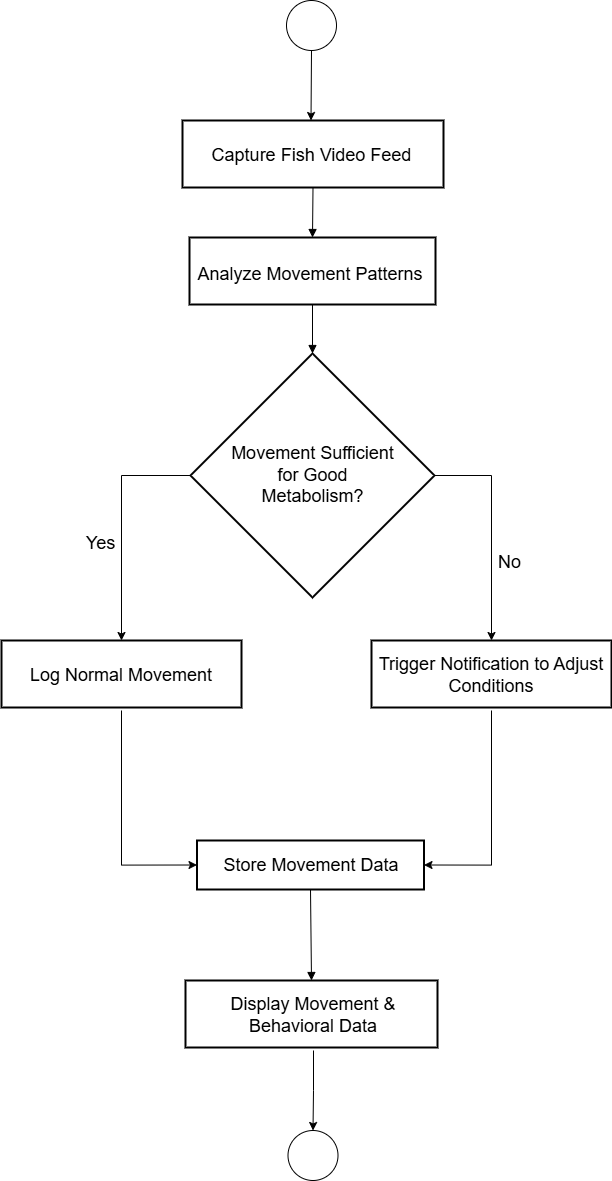 Capture Fish Video Feed
Analyze Movement Patterns
Movement Sufficient
for Good
Metabolism?
Yes
No
Log Normal Movement
Trigger Notification to Adjust
Conditions
Store Movement Data
Display Movement &
Behavioral Data